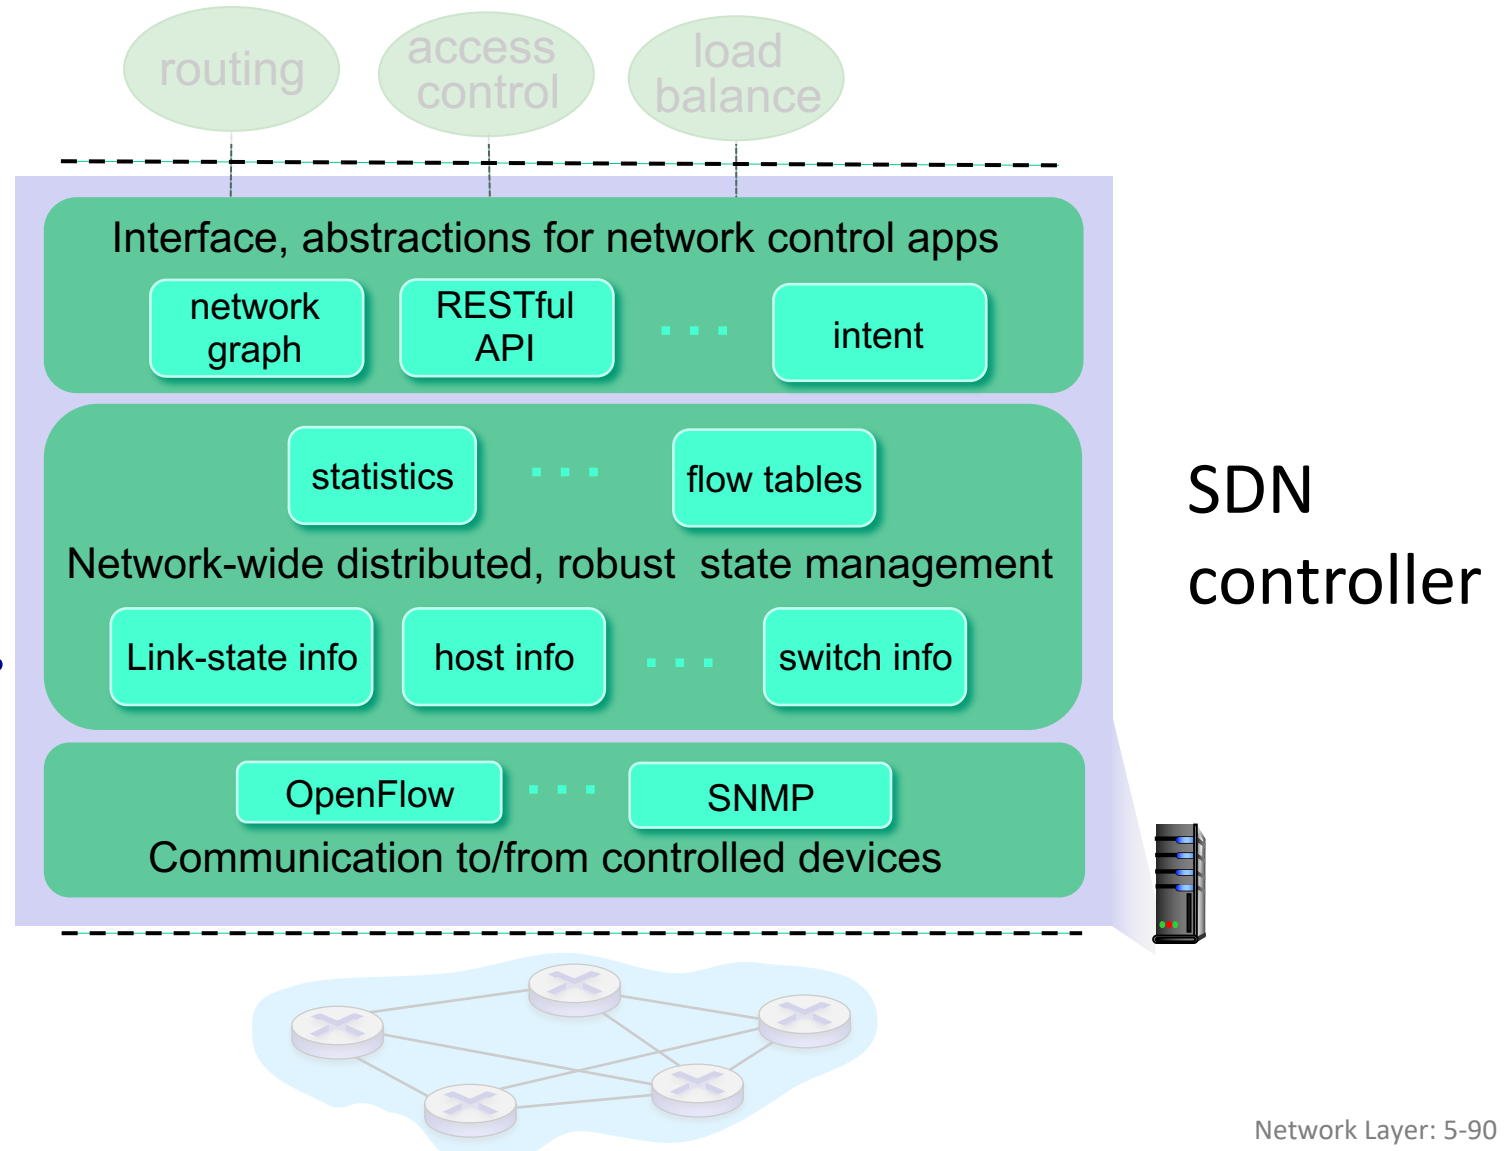 routing
access
control
load
balance
Interface, abstractions for network control apps
network
graph
RESTful
API
. . .
intent
statistics
. . .
flow tables
Network-wide distributed, robust  state management
Link-state info
host info
. . .
switch info
OpenFlow
. . .
SNMP
Communication to/from controlled devices
SDN
controller
Network Layer: 5-90